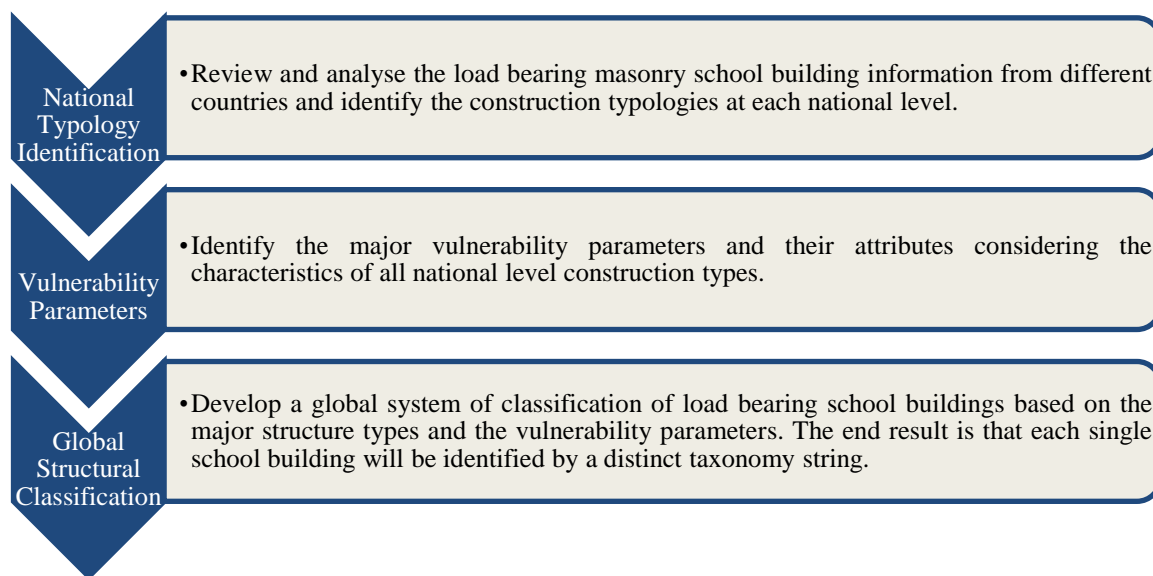 National
Typology
Identification
•Review and analyse the load bearing masonry school building information from different
countries and identify the construction typologies at each national level.
Vulnerability
Parameters
•Identify the major vulnerability parameters and their attributes considering the
characteristics of all national level construction types.
Global
Structural
Classification
•Develop a global system of classification of load bearing school buildings based on the
major structure types and the vulnerability parameters. The end result is that each single
school building will be identified by a distinct taxonomy string.